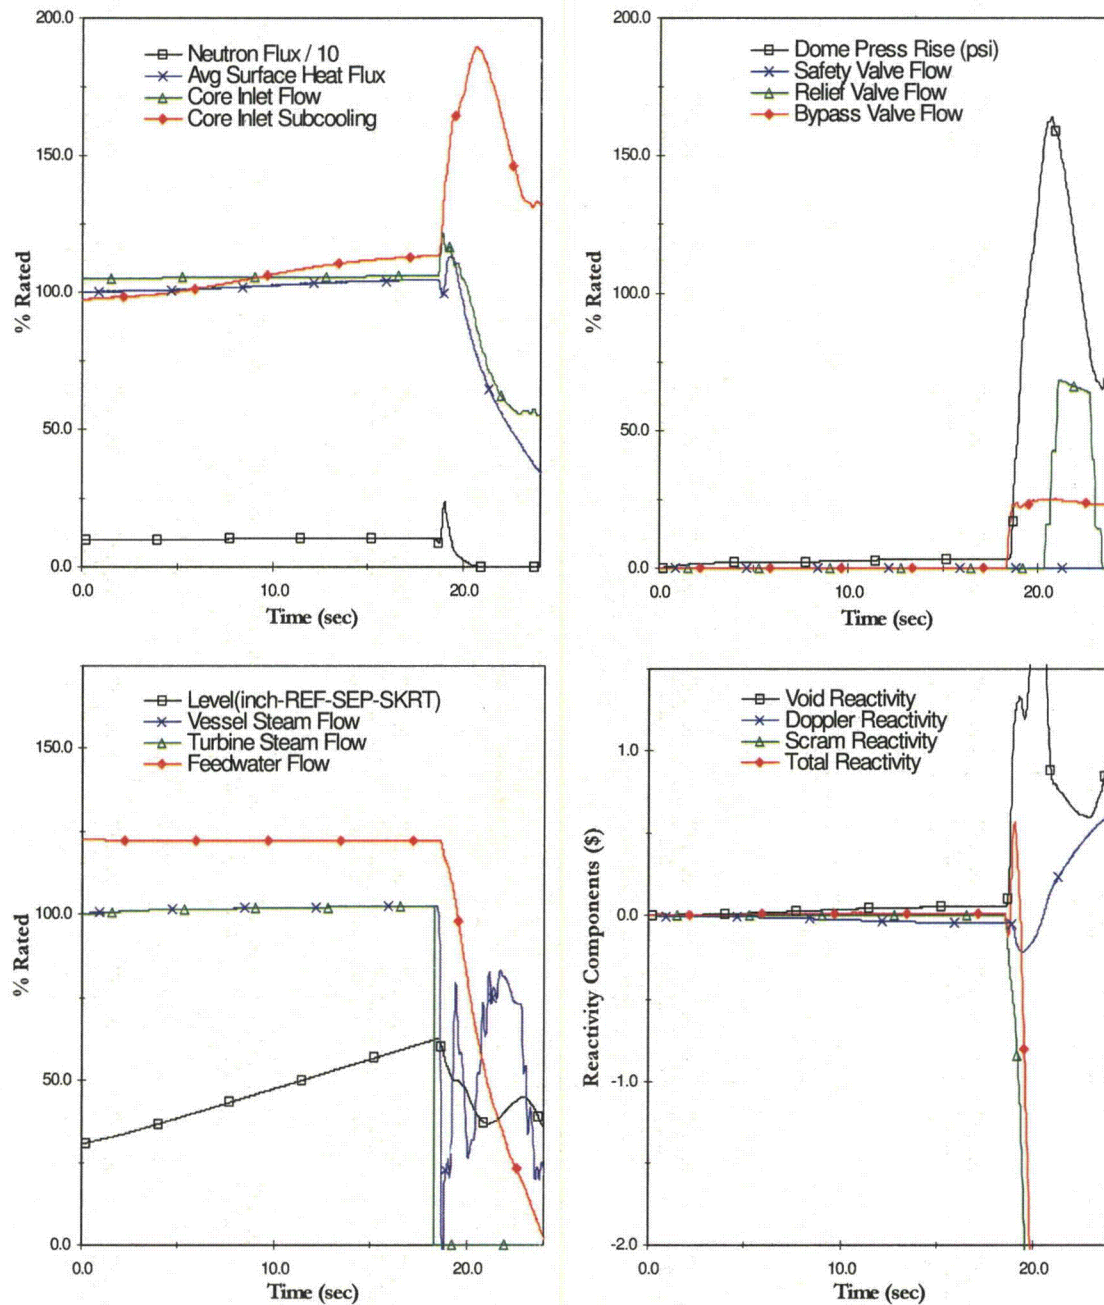 200.0
Neutron Flux / 10
Avg Surface Heat Flux
Core Inlet Flow
Core Inlet Subcooling
150.0
100.0
50.0
0.0
% Rated
0.0 10.0 20.0
Time (sec)
200.0
Dome Press Rise (psi)
Safety Valve Flow
Relief Valve Flow
Bypass Valve Flow
150.0
100.0
50.0
0.0
% Rated
0.0 10.0 20.0
Time (sec)
Level(inch-REF-SEP-SKRT)
Vessel Steam Flow
Turbine Steam Flow
Feedwater Flow
150.0
100.0
50.0
0.0
% Rated
0.0 10.0 20.0
Time (sec)
Void Reactivity
Doppler Reactivity
Scram Reactivity
Total Reactivity
1.0
0.0
-1.0
-2.0
Reactivity Components ($)
0.0 10.0 20.0
Time (sec)